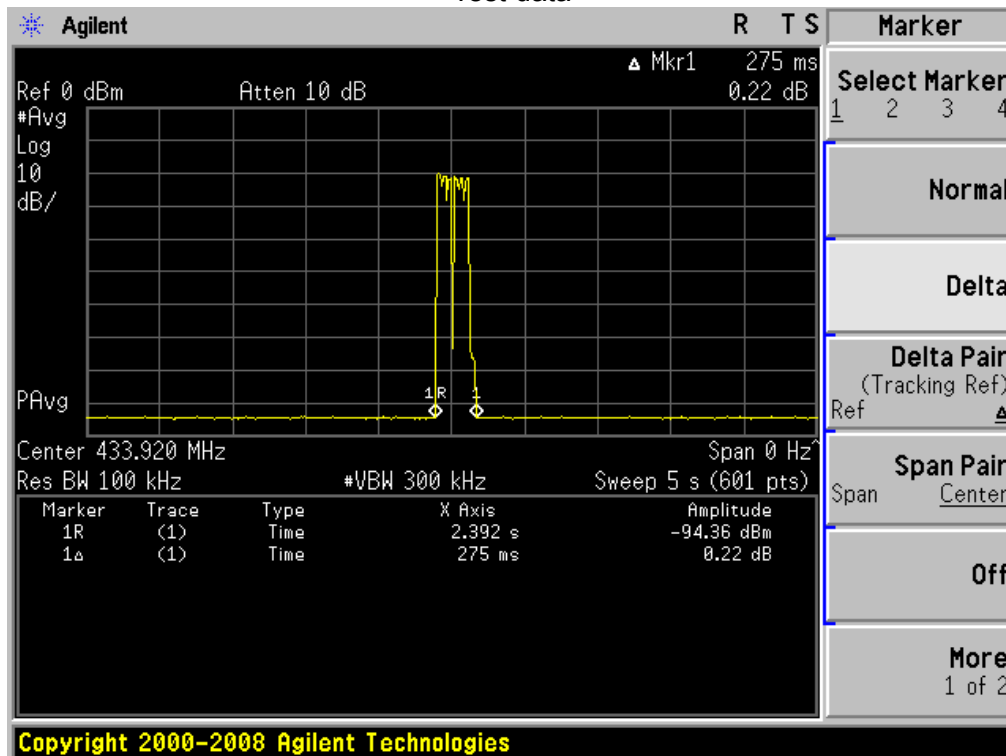 Agilent R T S
Δ Mkr1 275 ms
Ref 0 dBm Atten 10 dB 0.22 dB
#Avg
Log
10
dB/
1R 1
PAvg
Center 433.920 MHz Span 0 Hz^
Res BW 100 kHz #VBW 300 kHz Sweep 5 s (601 pts)
Marker Trace Type X Axis Amplitude
1R (1) Time 2.392 s -94.36 dBm
1Δ (1) Time 275 ms 0.22 dB
Marker
Select Marker
1 2 3 4
Normal
Delta
Delta Pair
(Tracking Ref)
Ref Δ
Span Pair
Span Center
Off
More
1 of 2
Copyright 2000-2008 Agilent Technologies